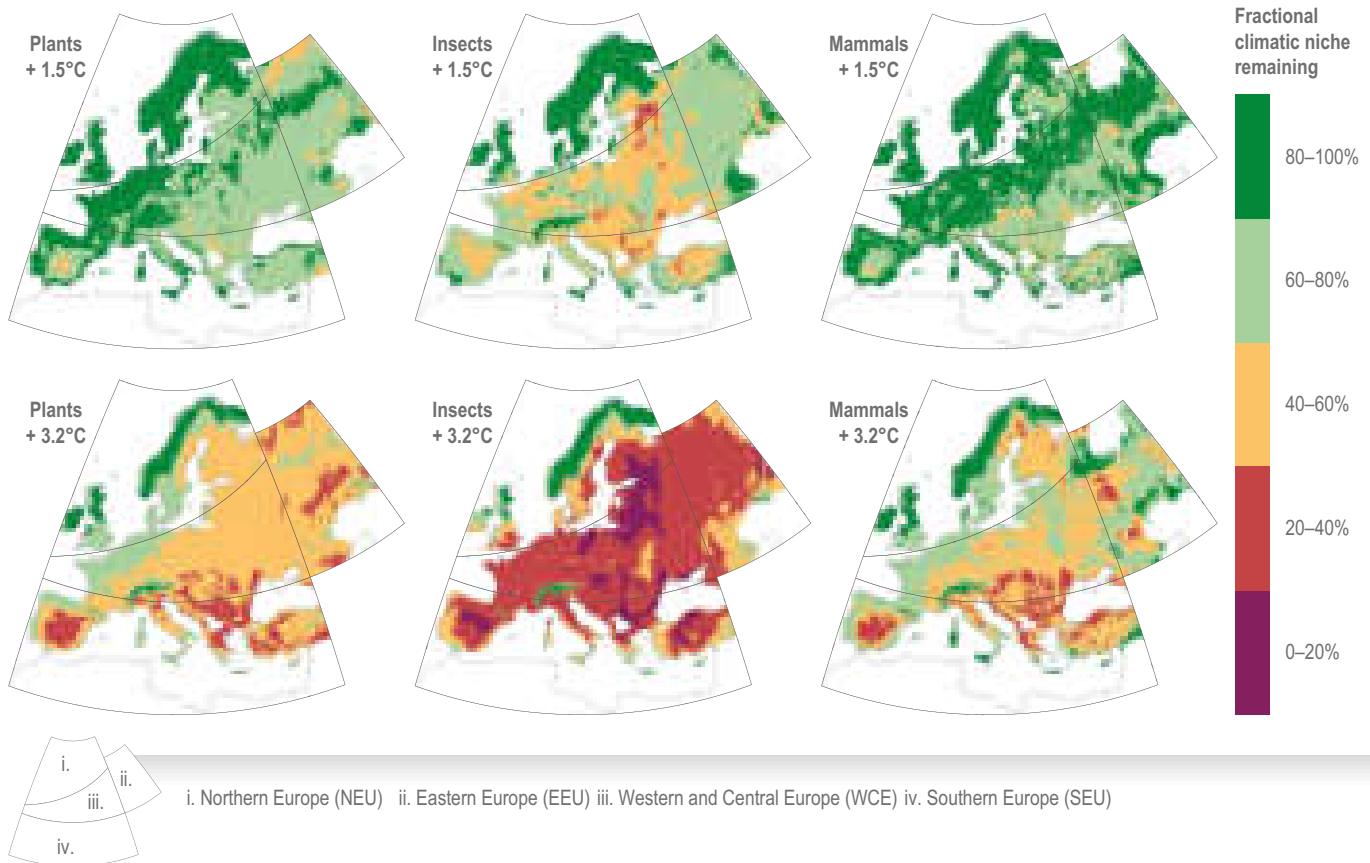 Plants
+ 1.5°C
Insects
+ 1.5°C
Mammals
+ 1.5°C
Fractional
climatic niche
remaining
80–100%
60–80%
40–60%
20–40%
0–20%
Plants
+ 3.2°C
Insects
+ 3.2°C
Mammals
+ 3.2°C
i.
ii.
iii.
iv.
i. Northern Europe (NEU) ii. Eastern Europe (EEU) iii. Western and Central Europe (WCE) iv. Southern Europe (SEU)